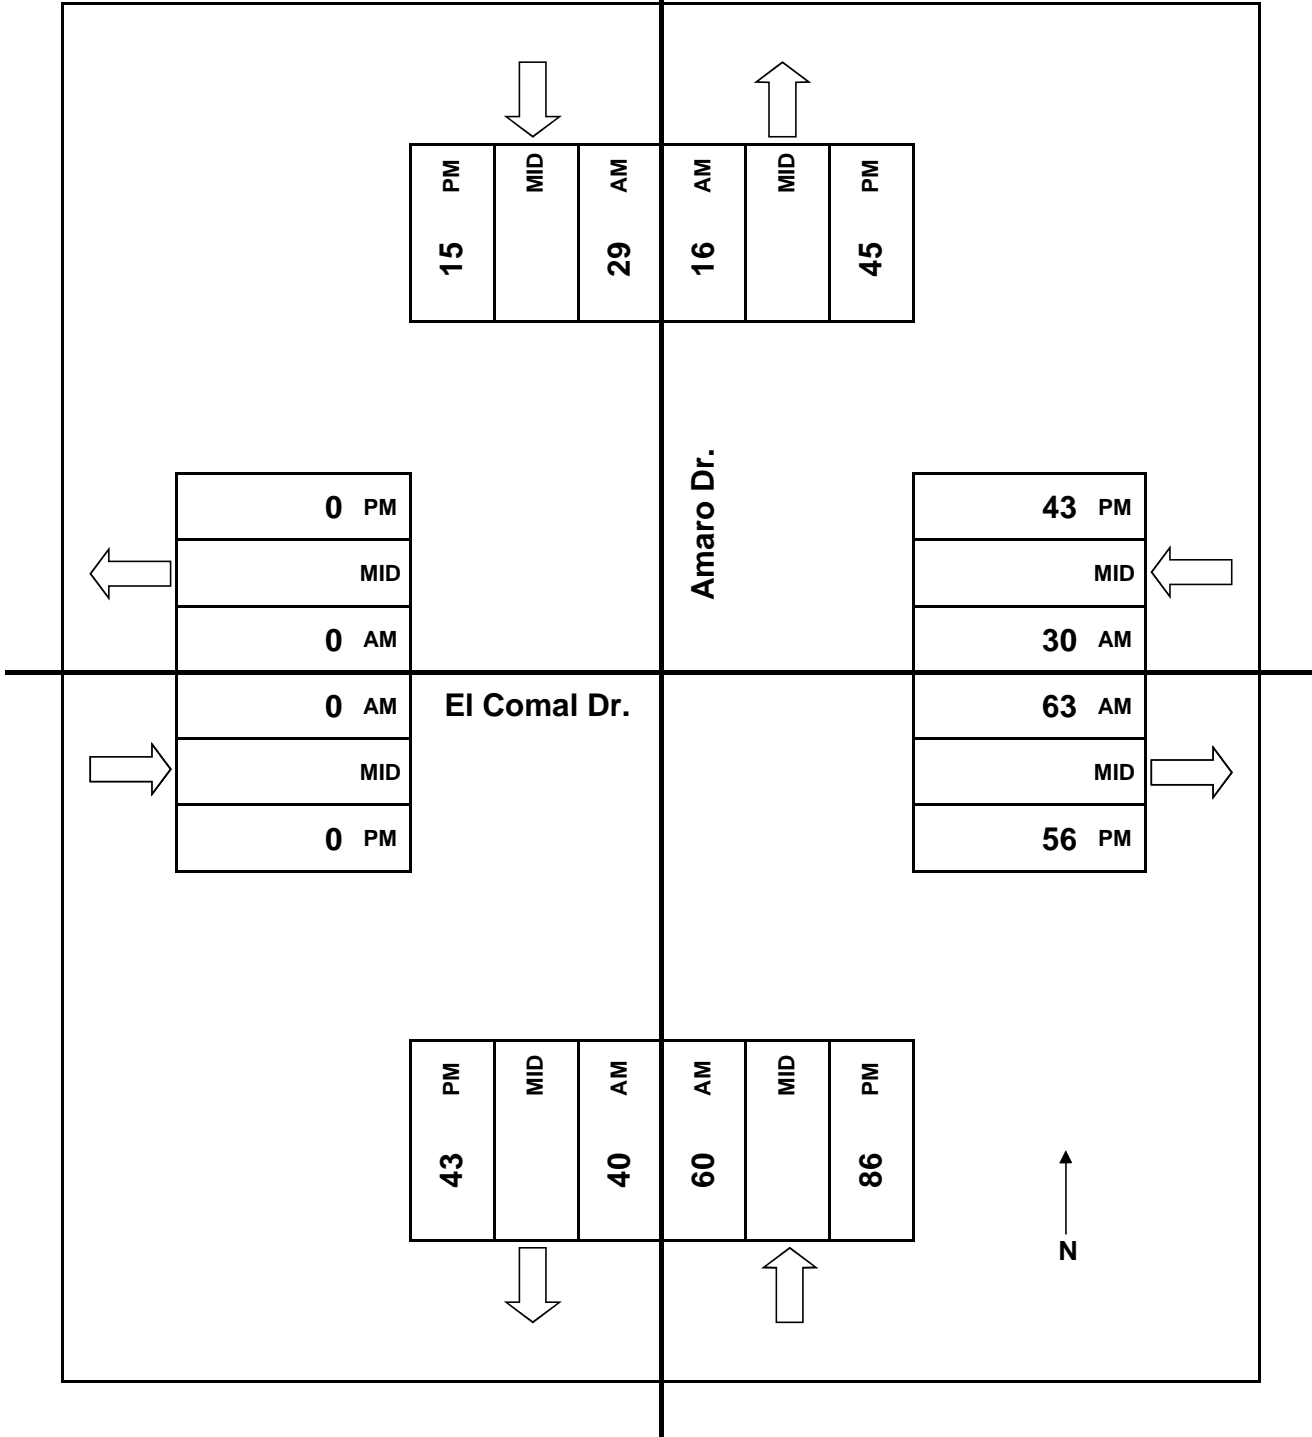 PM MID AM AM MID PM
15 29 16 45
Amaro Dr.
0 PM
MID
0 AM
0 AM
MID
0 PM
El Comal Dr.
43 PM
MID
30 AM
63 AM
MID
56 PM
PM MID AM AM MID PM
43 40 60 86
N